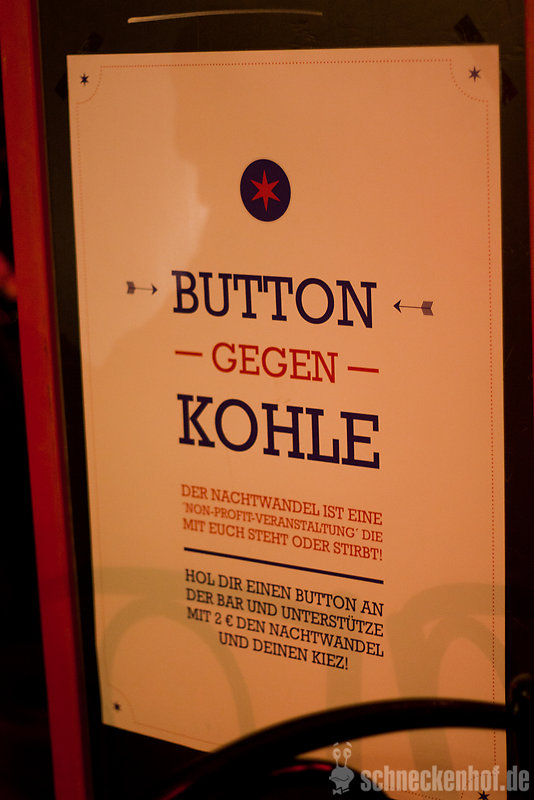 BUTTON
— GEGEN —
KOHLE
DER NACHTWANDEL IST EINE
´NON-PROFIT-VERANSTALTUNG´ DIE
MIT EUCH STEHT ODER STIRBT!
HOL DIR EINEN BUTTON AN
DER BAR UND UNTERSTÜTZE
MIT 2 € DEN NACHTWANDEL
UND DEINEN KIEZ!
schneckenhof.de